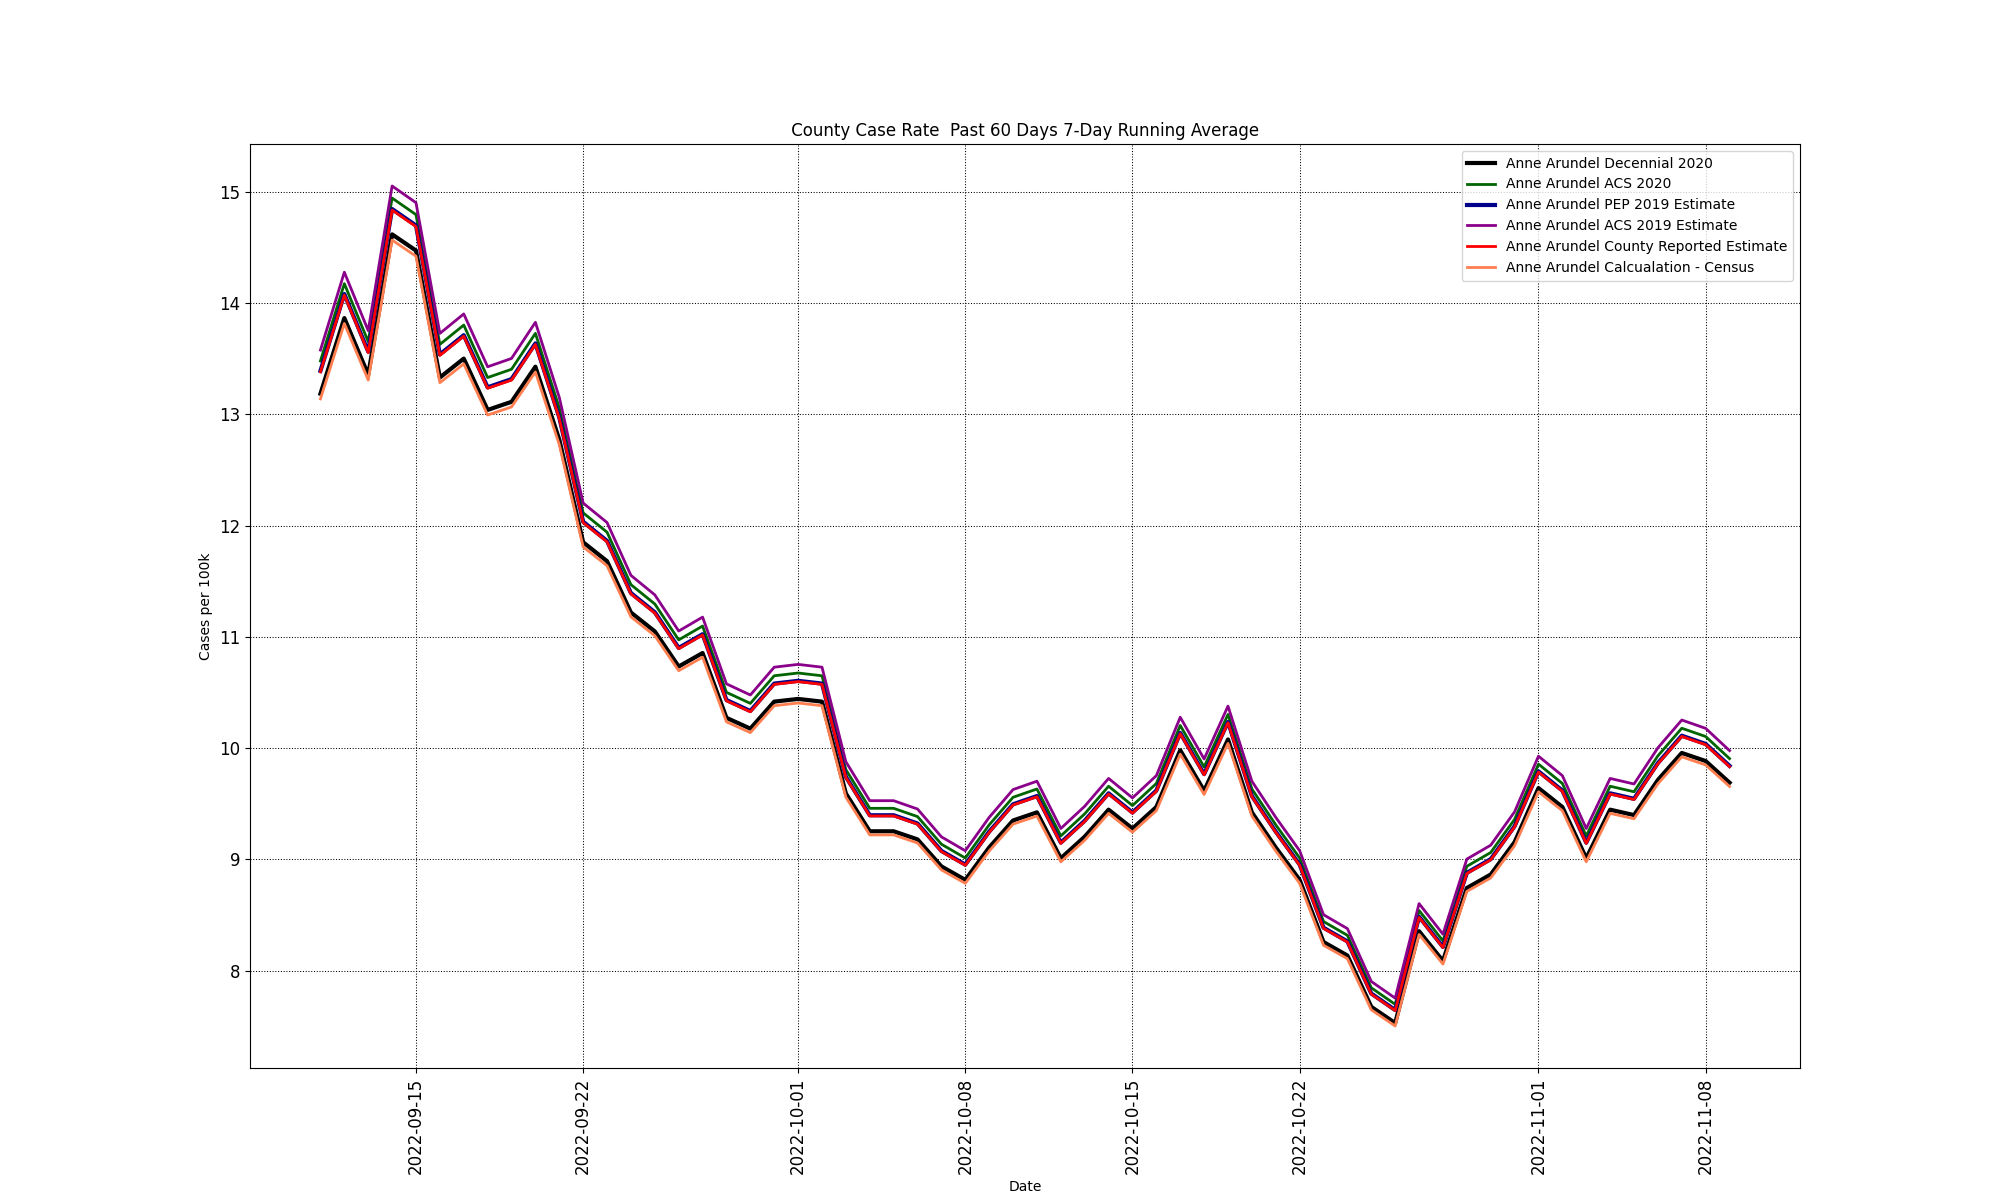 County Case Rate  Past 60 Days 7-Day Running Average
Anne Arundel Decennial 2020
Anne Arundel ACS 2020
Anne Arundel PEP 2019 Estimate
Anne Arundel ACS 2019 Estimate
Anne Arundel County Reported Estimate
Anne Arundel Calcualation - Census
15
14
13
12
11
10
9
8
Cases per 100k
2022-09-15
2022-09-22
2022-10-01
2022-10-08
2022-10-15
2022-10-22
2022-11-01
2022-11-08
Date